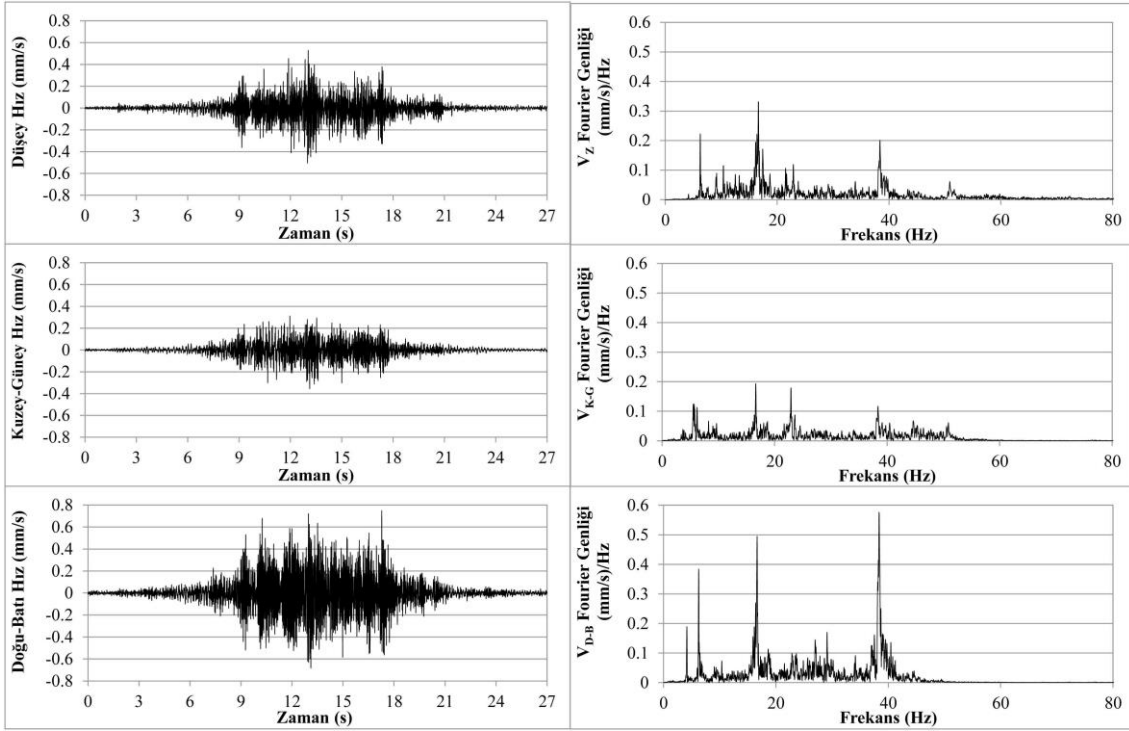 Düşey Hız (mm/s)
0.8
0.6
0.4
0.2
0
-0.2
-0.4
-0.6
-0.8
0 3 6 9 12 15 18 21 24 27
Zaman (s)
V_Z Fourier Genliği
(mm/s)/Hz
0.6
0.5
0.4
0.3
0.2
0.1
0
0 20 40 60 80
Frekans (Hz)
Kuzey-Güney Hız (mm/s)
0.8
0.6
0.4
0.2
0
-0.2
-0.4
-0.6
-0.8
0 3 6 9 12 15 18 21 24 27
Zaman (s)
V_K-G Fourier Genliği
(mm/s)/Hz
0.6
0.5
0.4
0.3
0.2
0.1
0
0 20 40 60 80
Frekans (Hz)
Doğu-Batı Hız (mm/s)
0.8
0.6
0.4
0.2
0
-0.2
-0.4
-0.6
-0.8
0 3 6 9 12 15 18 21 24 27
Zaman (s)
V_D-B Fourier Genliği
(mm/s)/Hz
0.6
0.5
0.4
0.3
0.2
0.1
0
0 20 40 60 80
Frekans (Hz)